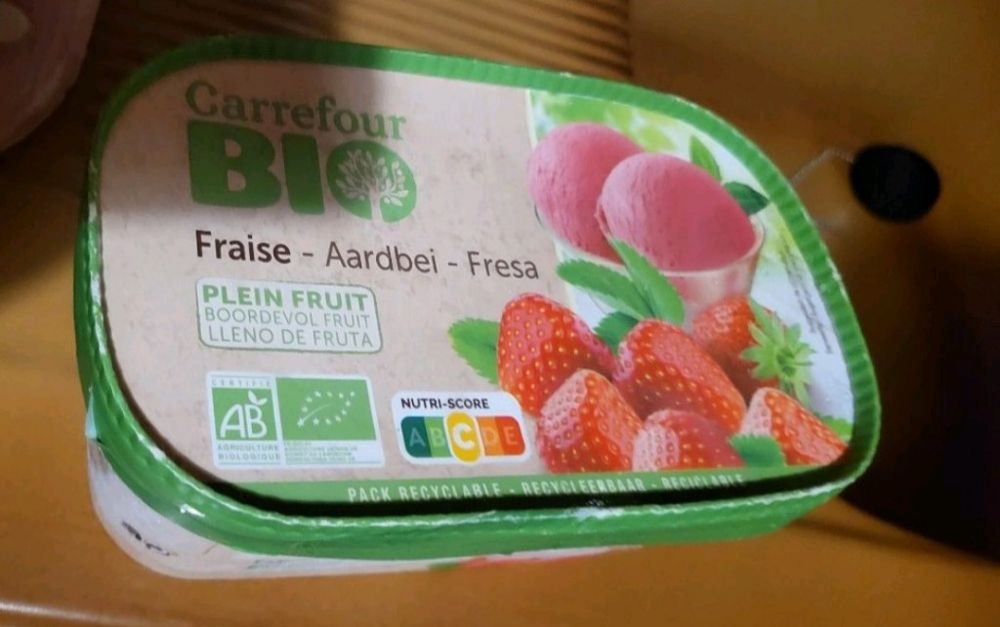 Carrefour
BIO
Fraise - Aardbei - Fresa
PLEIN FRUIT
BOORDEVOL FRUIT
LLENO DE FRUTA
CERTIFIÉ
AB
AGRICULTURE
BIOLOGIQUE
NUTRI-SCORE
A B C D E
PACK RECYCLABLE - RECYCLEERBAAR - RECICLABLE